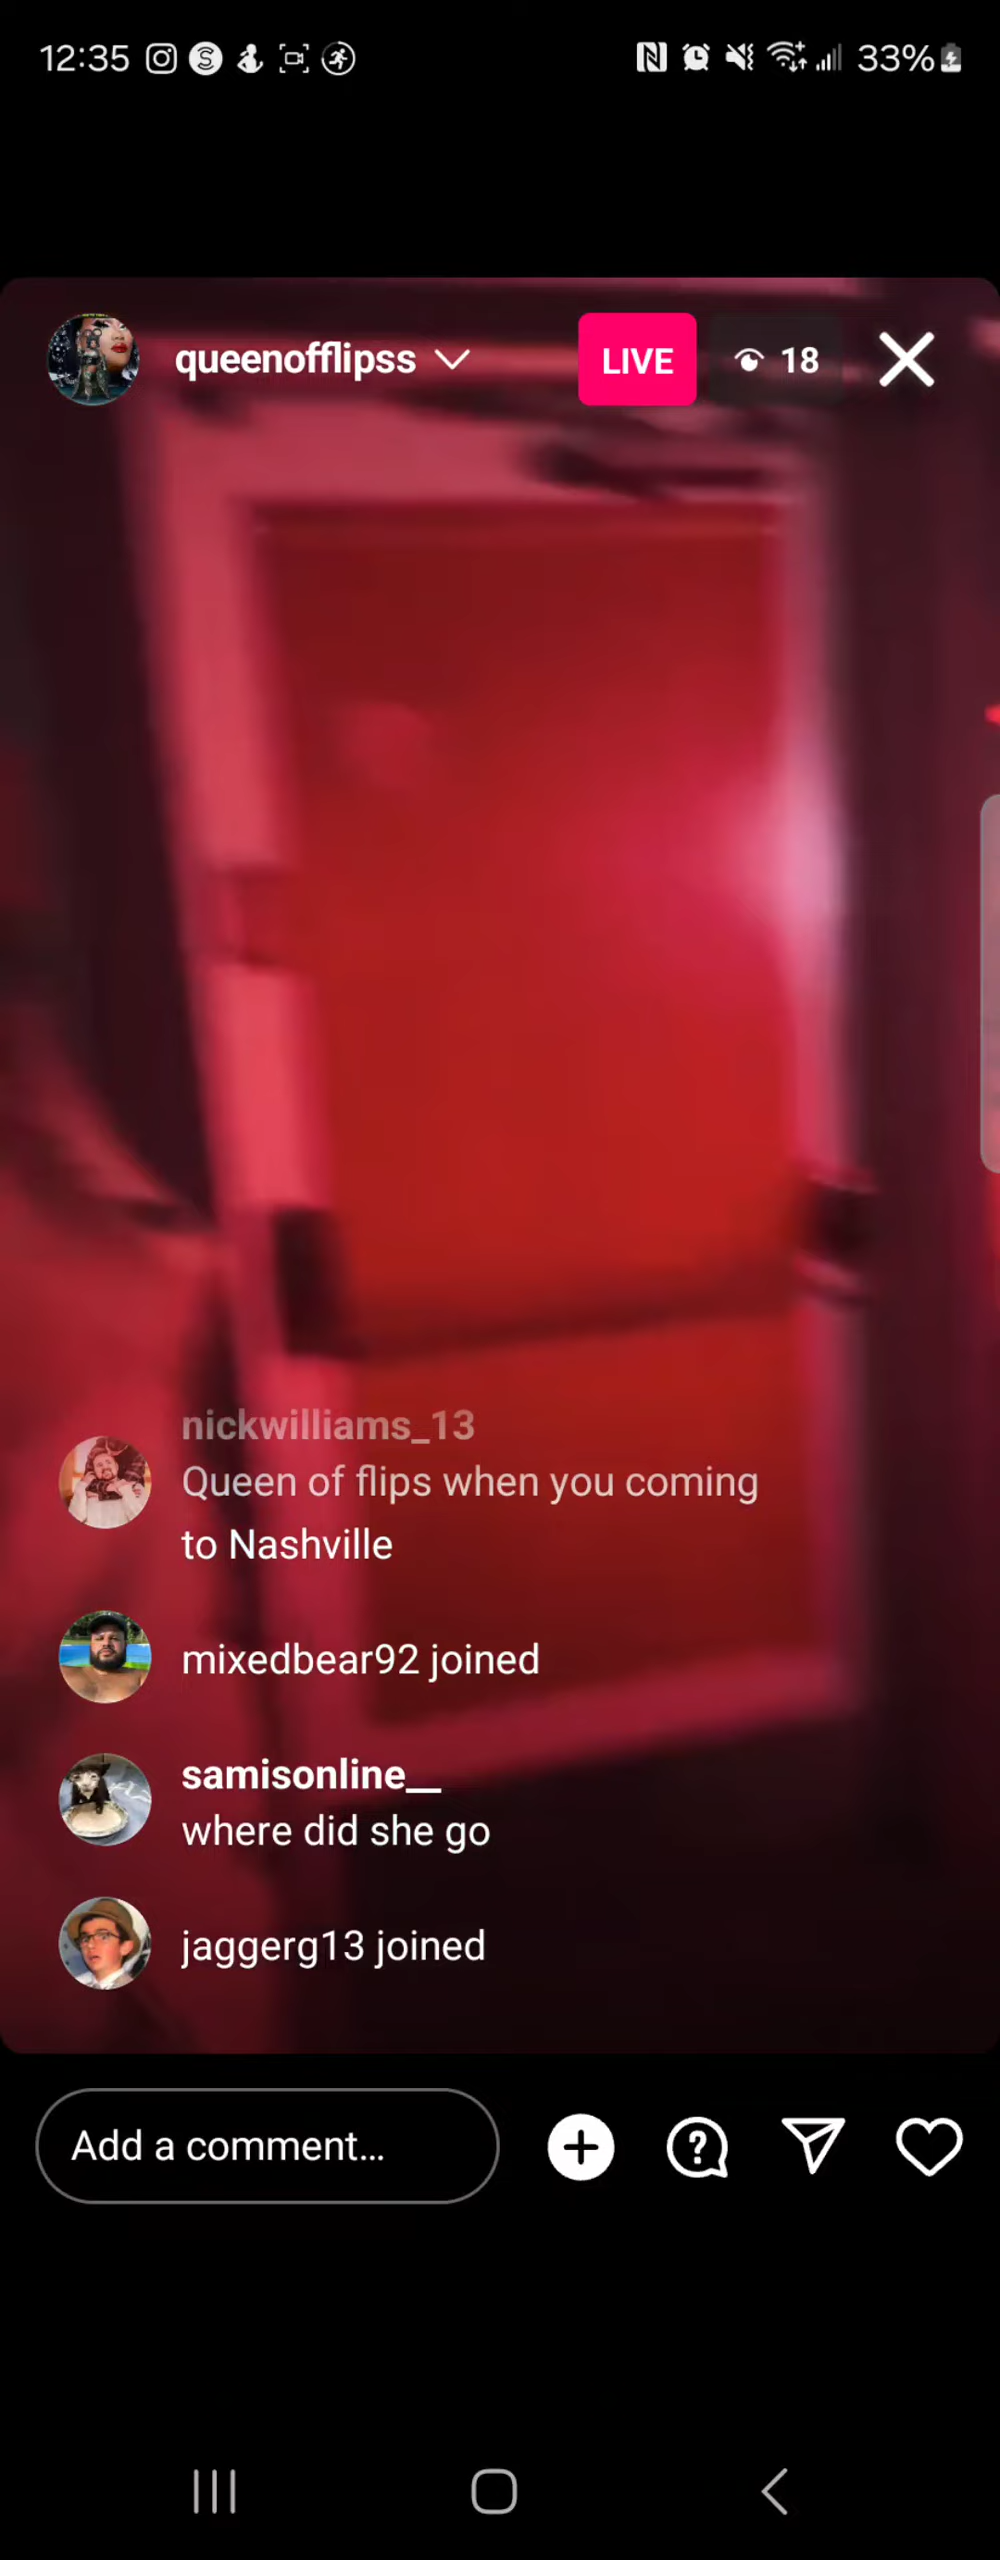 12:35
33%
queenofflipss
LIVE
18
nickwilliams_13
Queen of flips when you coming
to Nashville
mixedbear92 joined
samisonline__
where did she go
jaggerg13 joined
Add a comment...